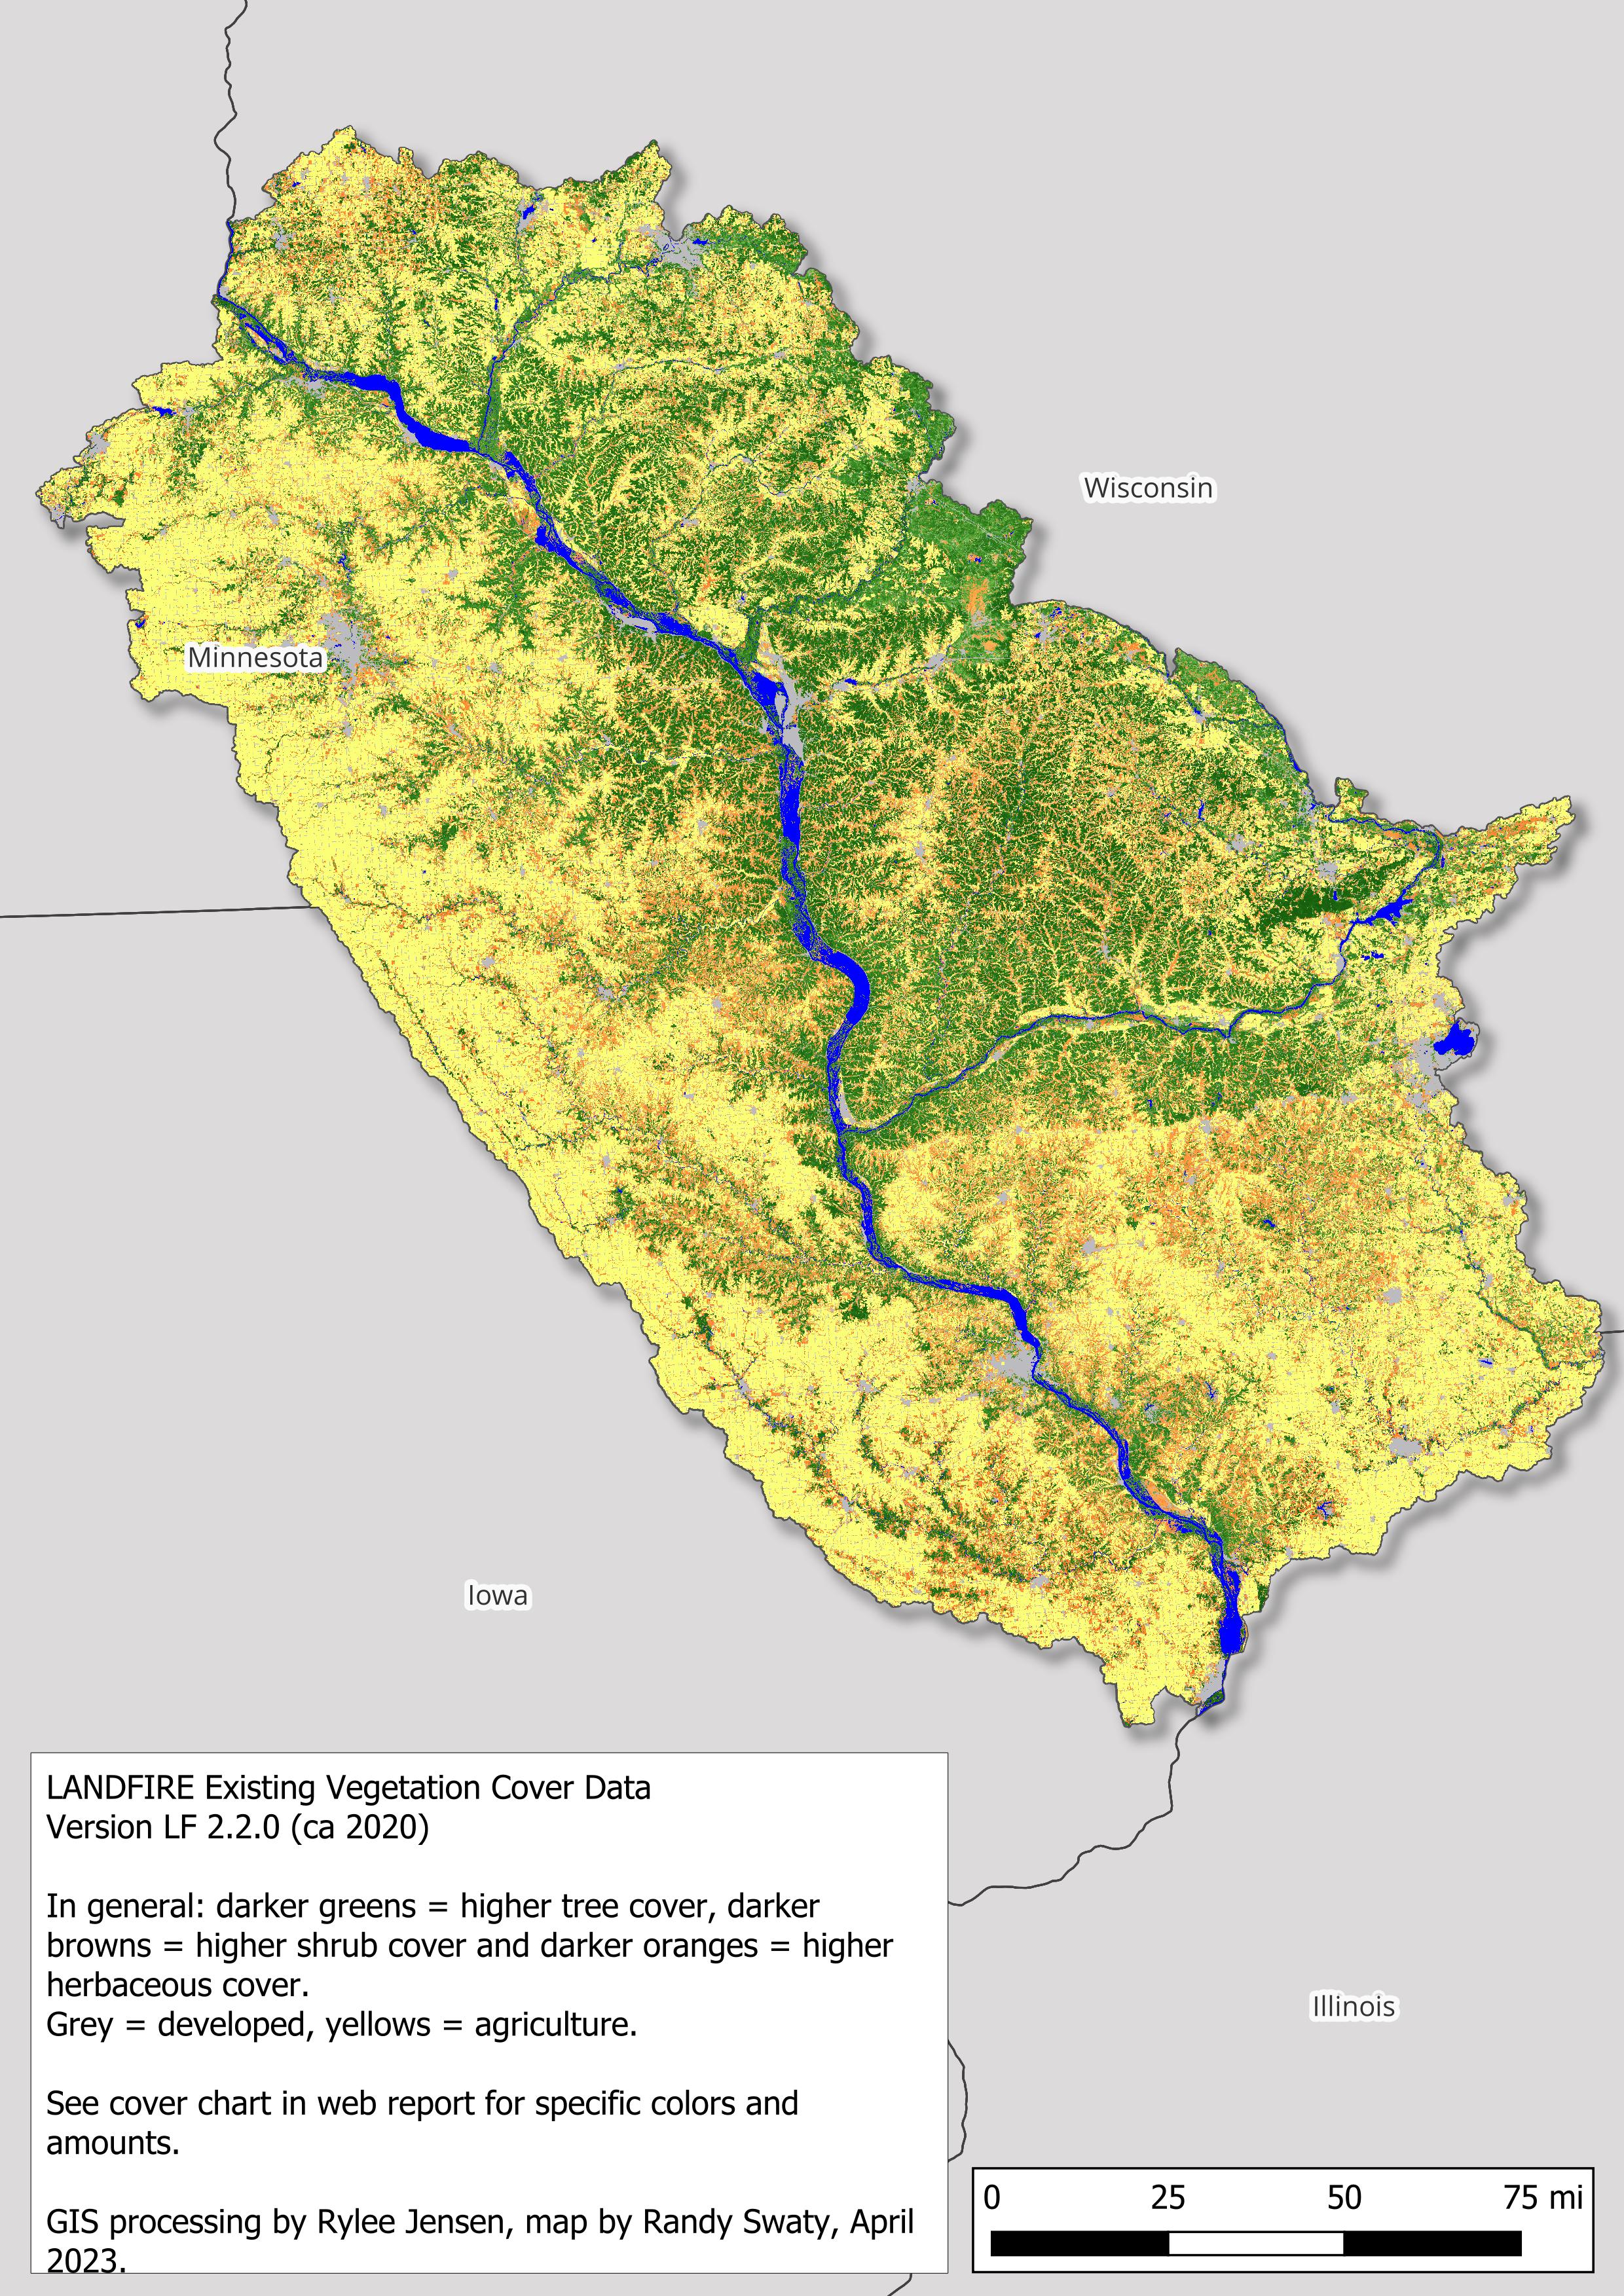 Wisconsin
Minnesota
Iowa
Illinois
LANDFIRE Existing Vegetation Cover Data
Version LF 2.2.0 (ca 2020)
In general: darker greens = higher tree cover, darker
browns = higher shrub cover and darker oranges = higher
herbaceous cover.
Grey = developed, yellows = agriculture.
See cover chart in web report for specific colors and
amounts.
GIS processing by Rylee Jensen, map by Randy Swaty, April
2023.
0 25 50 75 mi